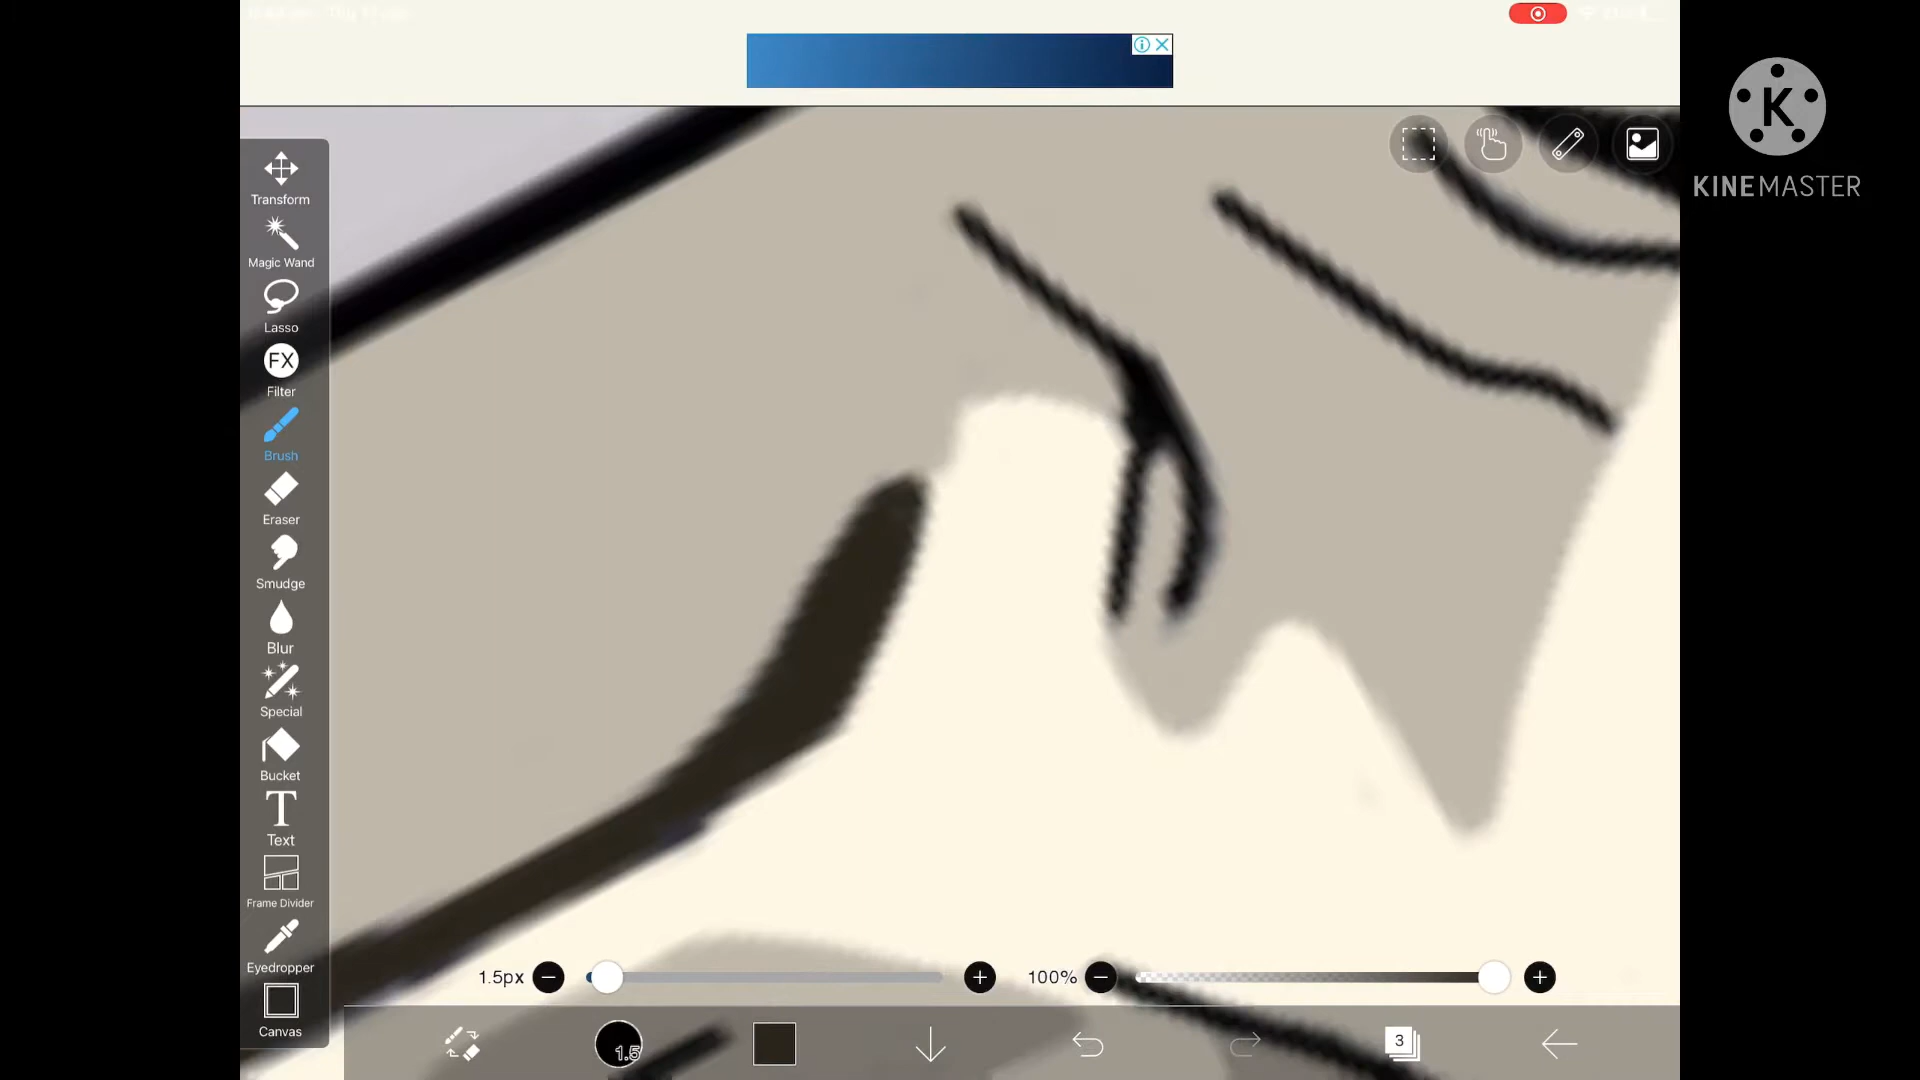 K
KINEMASTER
Transform
Magic Wand
Lasso
FX
Filter
Brush
Eraser
Smudge
Blur
Special
Bucket
T
Text
Frame Divider
Eyedropper
Canvas
1.5px
100%
1.5
3